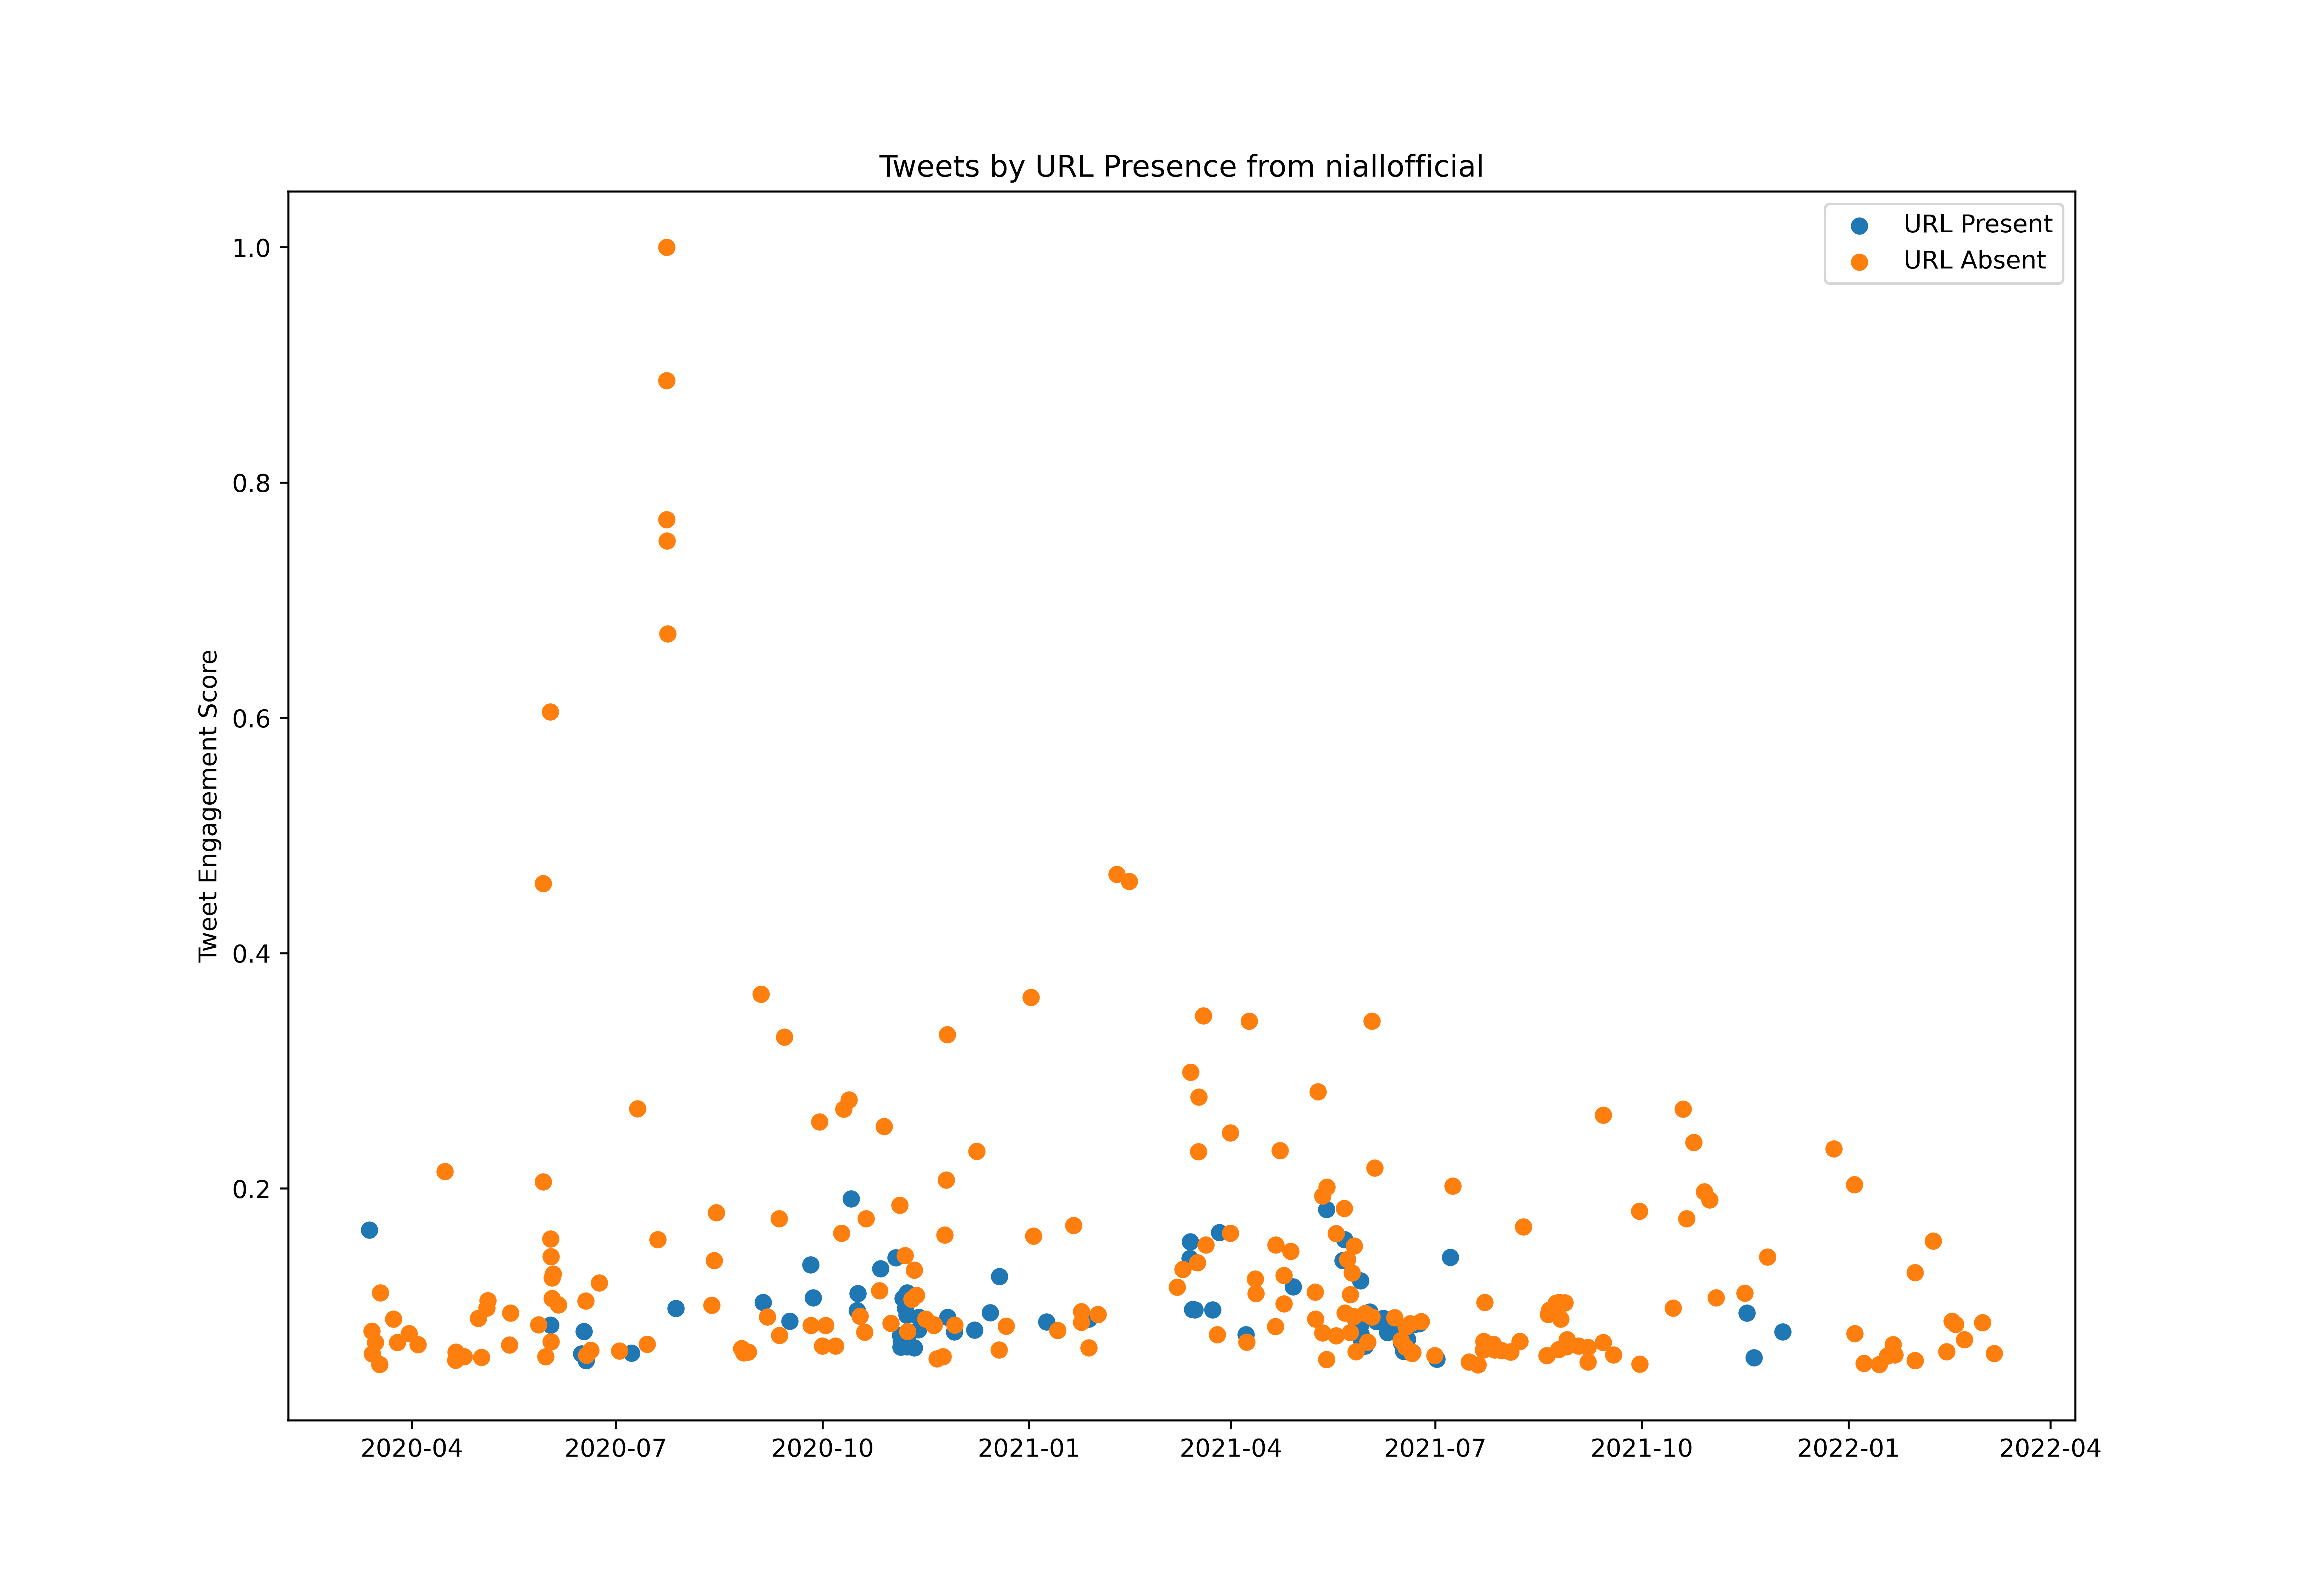 Tweets by URL Presence from niallofficial
URL Present
URL Absent
Tweet Engagement Score
1.0
0.8
0.6
0.4
0.2
2020-04 2020-07 2020-10 2021-01 2021-04 2021-07 2021-10 2022-01 2022-04